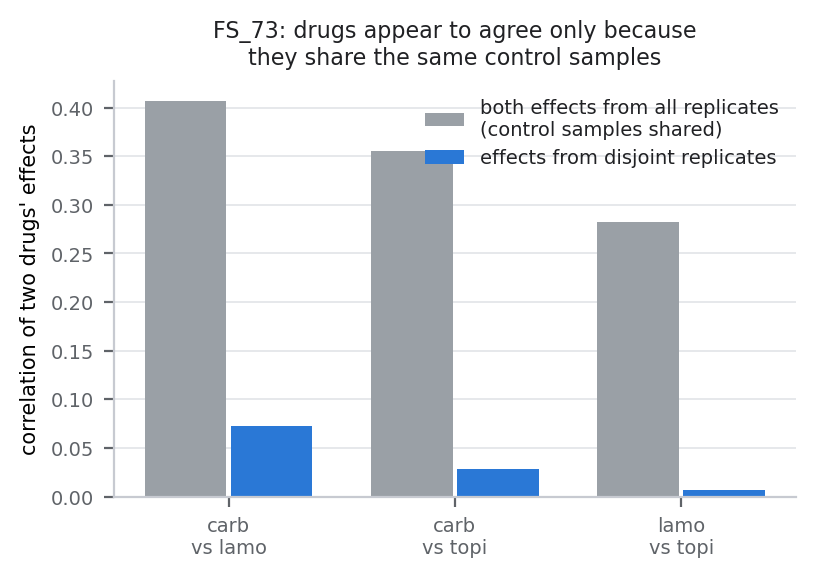 FS_73: drugs appear to agree only because
they share the same control samples
correlation of two drugs' effects
0.40
0.35
0.30
0.25
0.20
0.15
0.10
0.05
0.00
both effects from all replicates
(control samples shared)
effects from disjoint replicates
carb
vs lamo
carb
vs topi
lamo
vs topi